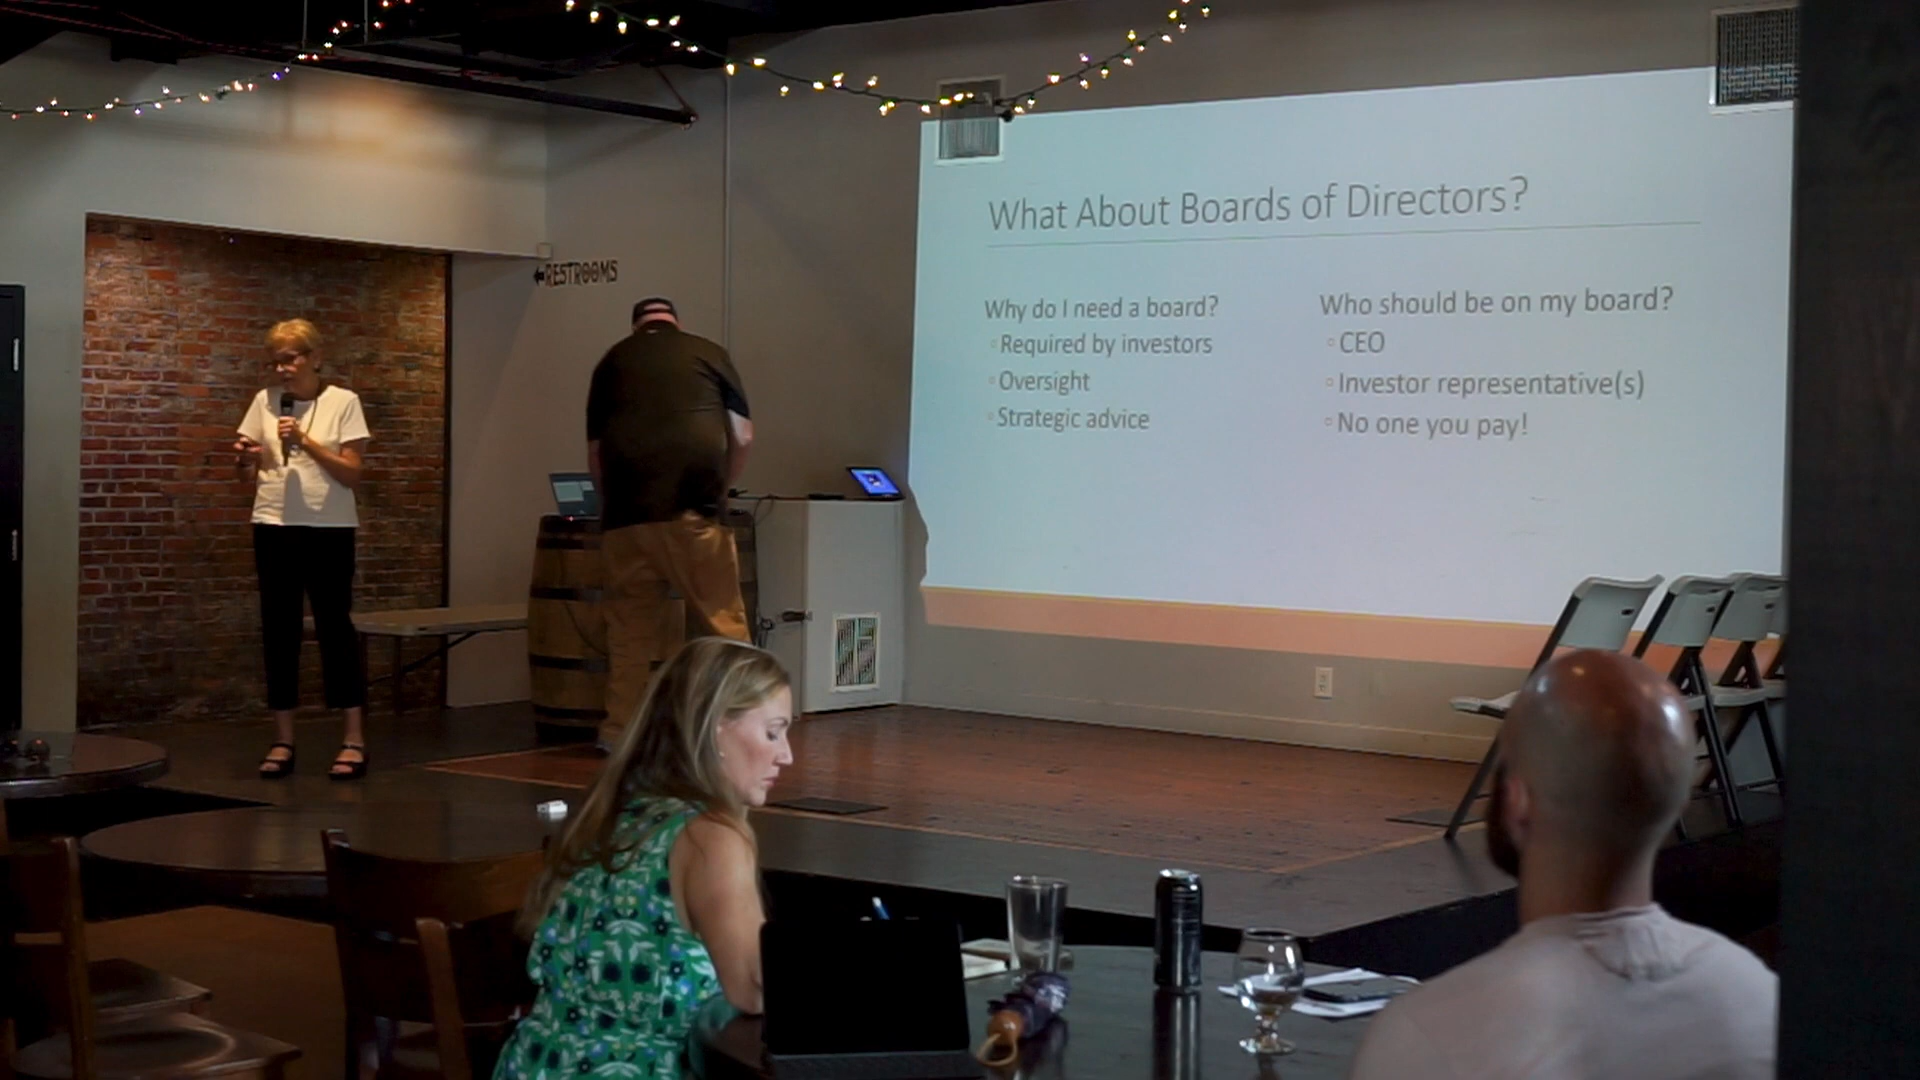 What About Boards of Directors?
Why do I need a board?
▫Required by investors
▫Oversight
▫Strategic advice
Who should be on my board?
▫CEO
▫Investor representative(s)
▫No one you pay!
RESTROOMS